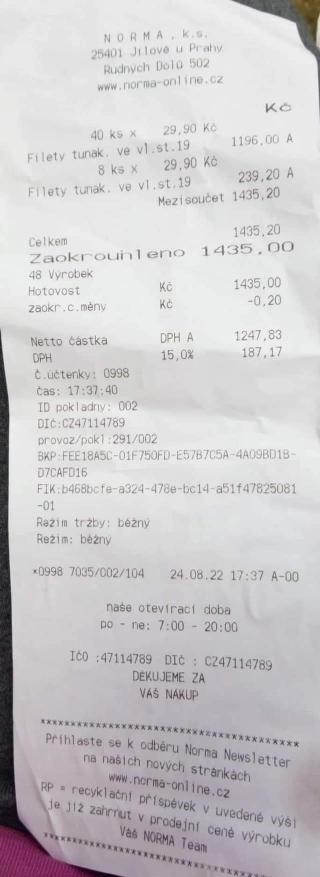 N O R M A , k.s.
25401 Jílové u Prahy
Rudných Dolů 502
www.norma-online.cz
Kč
40 ks x 29,90 Kč
Filety tuňák. ve vl.st.19 1196,00 A
8 ks x 29,90 Kč
Filety tuňák. ve vl.st.19 239,20 A
Mezisoučet 1435,20
Celkem 1435,20
Zaokrouhleno 1435,00
48 Výrobek
Hotovost Kč 1435,00
zaokr.c.měny Kč -0,20
Netto částka DPH A 1247,83
DPH 15,0% 187,17
Č.účtenky: 0998
čas: 17:37:40
ID pokladny: 002
DIČ:CZ47114789
provoz/pokl:291/002
BKP:FEE18A5C-01F750FD-E57B7C5A-4A09BD1B-
D7CAFD16
FIK:b468bcfe-a324-478e-bc14-a51f47825081
-01
Režim tržby: běžný
Režim: běžný
*0998 7035/002/104 24.08.22 17:37 A-00
naše otevírací doba
po - ne: 7:00 - 20:00
IČO :47114789 DIČ : CZ47114789
DĚKUJEME ZA
VÁŠ NÁKUP
****************************************
Přihlaste se k odběru Norma Newsletter
na našich nových stránkách
www.norma-online.cz
RP = recyklační příspěvek v uvedené výši
je již zahrnut v prodejní ceně výrobku
Váš NORMA Team
****************************************